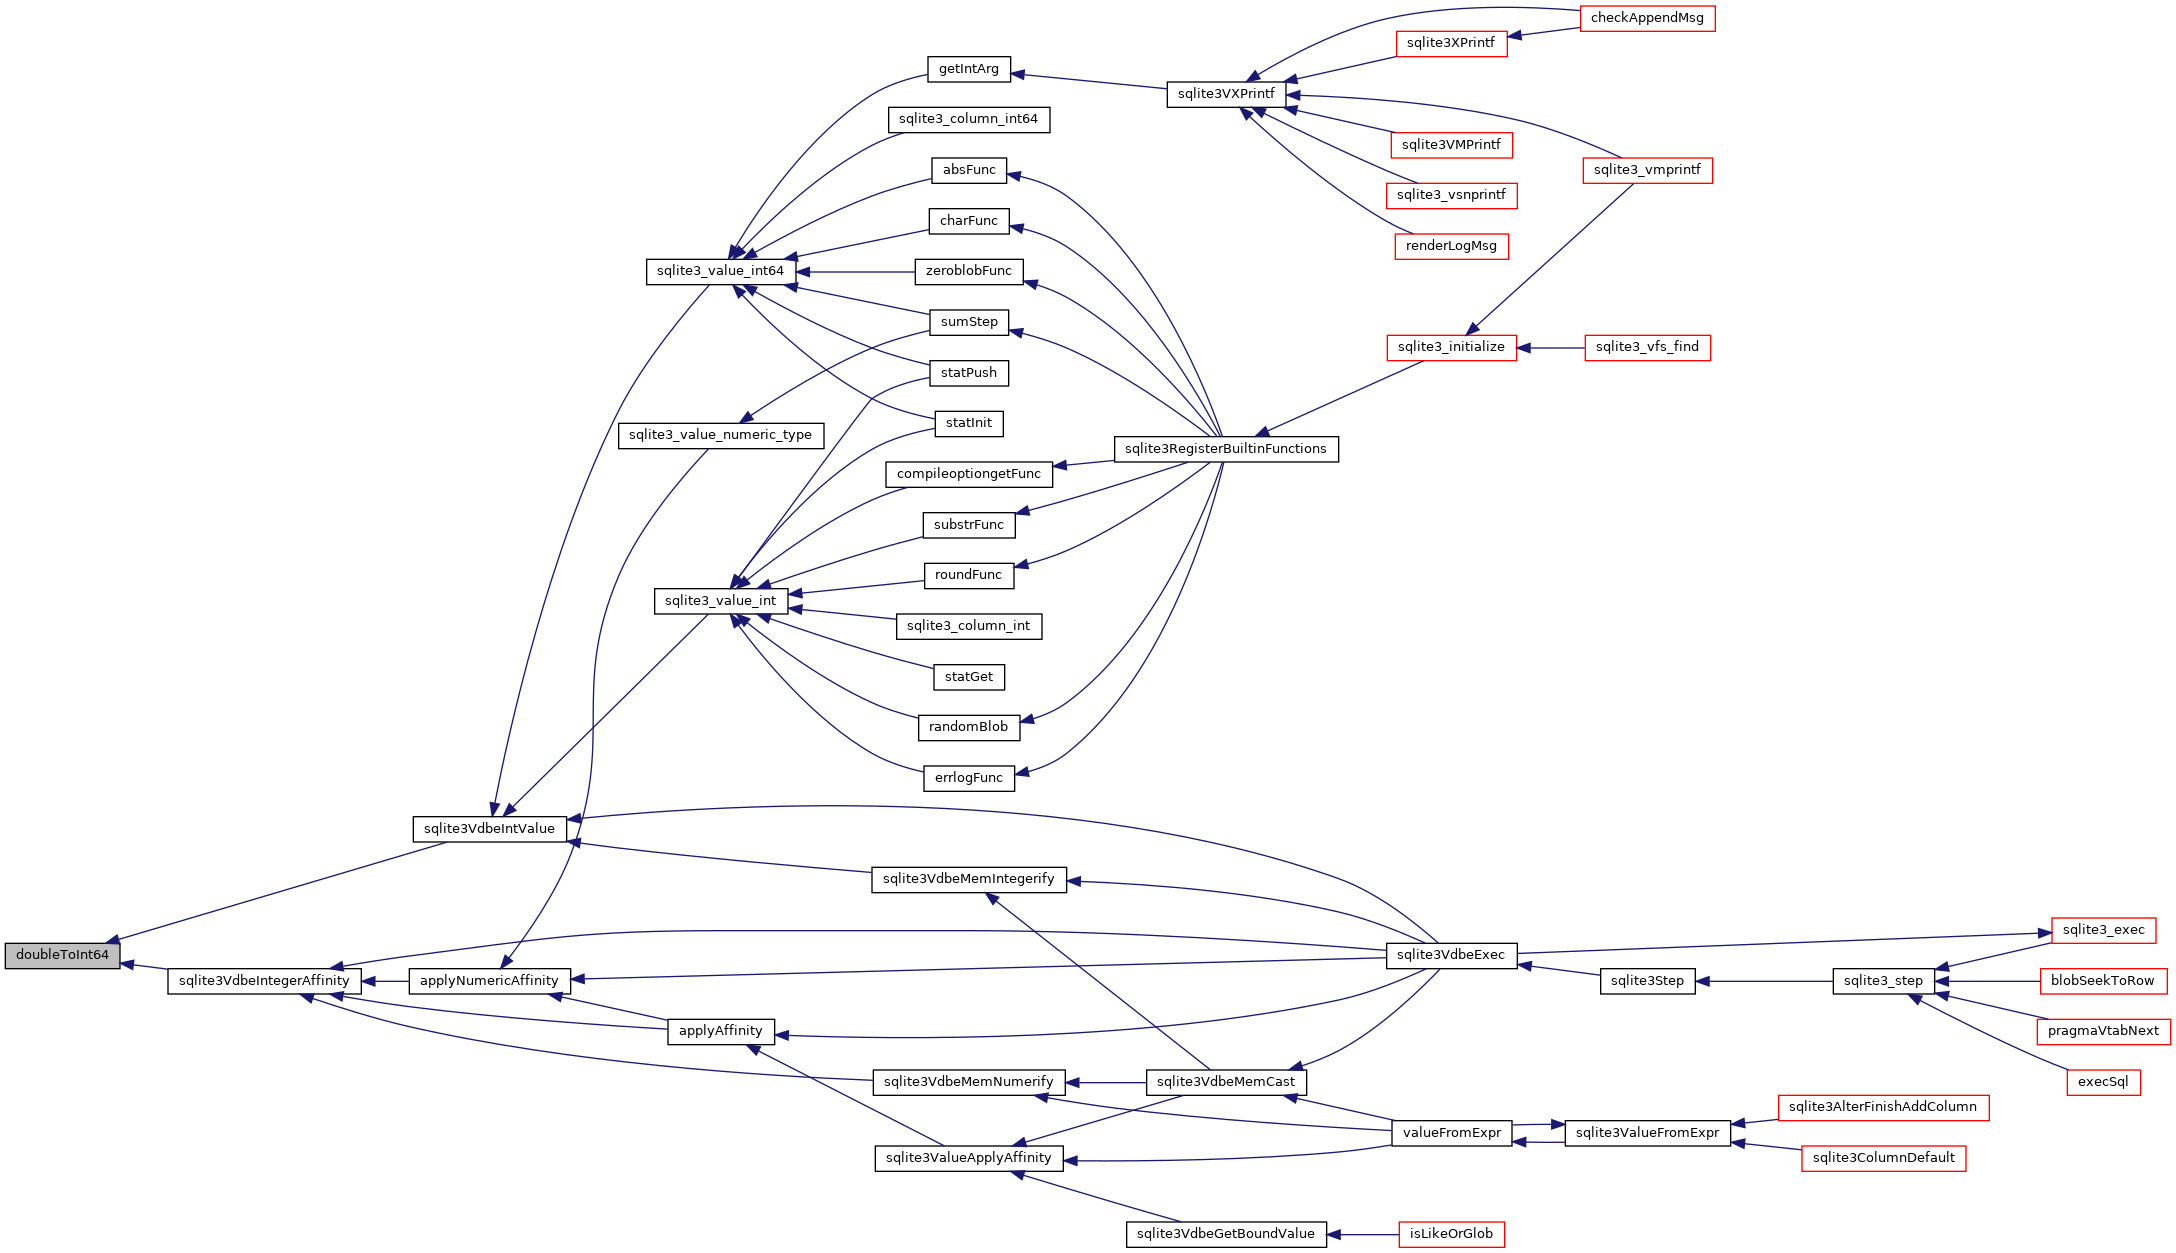 checkAppendMsg
sqlite3XPrintf
getIntArg
sqlite3VXPrintf
sqlite3_column_int64
sqlite3VMPrintf
absFunc
sqlite3_vmprintf
sqlite3_vsnprintf
charFunc
renderLogMsg
sqlite3_value_int64
zeroblobFunc
sumStep
sqlite3_initialize
sqlite3_vfs_find
statPush
statInit
sqlite3_value_numeric_type
sqlite3RegisterBuiltinFunctions
compileoptiongetFunc
substrFunc
roundFunc
sqlite3_value_int
sqlite3_column_int
statGet
randomBlob
errlogFunc
sqlite3VdbeIntValue
sqlite3VdbeMemIntegerify
sqlite3_exec
doubleToInt64
sqlite3VdbeExec
sqlite3VdbeIntegerAffinity
applyNumericAffinity
sqlite3Step
sqlite3_step
blobSeekToRow
applyAffinity
pragmaVtabNext
sqlite3VdbeMemNumerify
sqlite3VdbeMemCast
execSql
sqlite3AlterFinishAddColumn
valueFromExpr
sqlite3ValueFromExpr
sqlite3ValueApplyAffinity
sqlite3ColumnDefault
sqlite3VdbeGetBoundValue
isLikeOrGlob